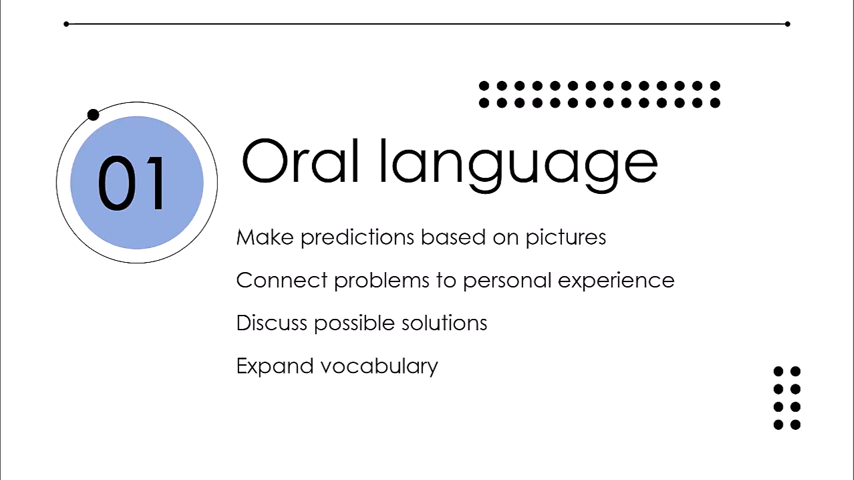 01
Oral language
Make predictions based on pictures
Connect problems to personal experience
Discuss possible solutions
Expand vocabulary